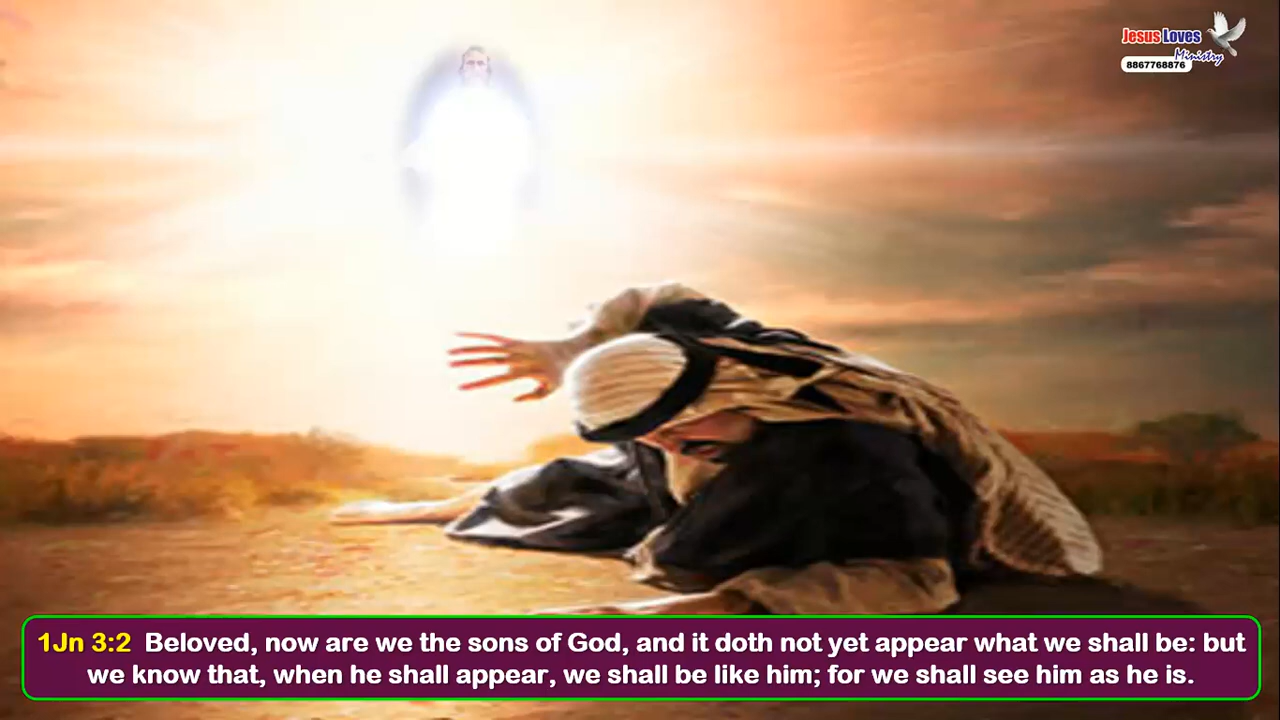 Jesus Loves
Ministry
8867768876
1Jn 3:2 Beloved, now are we the sons of God, and it doth not yet appear what we shall be: but
we know that, when he shall appear, we shall be like him; for we shall see him as he is.